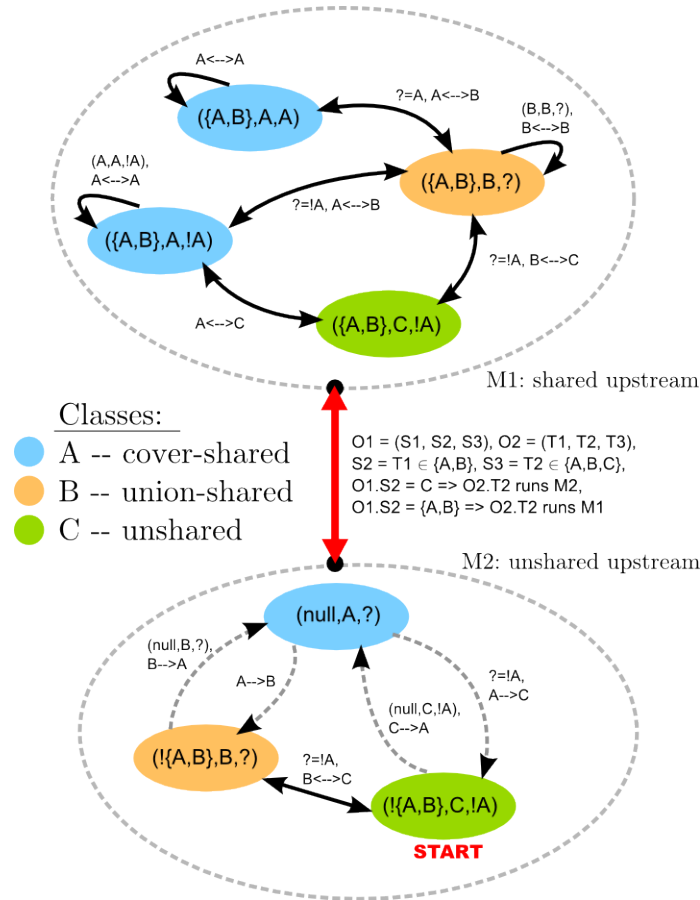 A<-->A
({A,B},A,A)
?=A, A<-->B
(B,B,?),
B<-->B
(A,A,!A),
A<-->A
({A,B},B,?)
?=!A, A<-->B
({A,B},A,!A)
?=!A, B<-->C
A<-->C
({A,B},C,!A)
M1: shared upstream
Classes:
A -- cover-shared
B -- union-shared
C -- unshared
O1 = (S1, S2, S3), O2 = (T1, T2, T3),
S2 = T1 ∈ {A,B}, S3 = T2 ∈ {A,B,C},
O1.S2 = C => O2.T2 runs M2,
O1.S2 = {A,B} => O2.T2 runs M1
M2: unshared upstream
(null,A,?)
(null,B,?),
B-->A
A-->B
?=!A,
A-->C
(null,C,!A),
C-->A
(!{A,B},B,?)
?=!A,
B<-->C
(!{A,B},C,!A)
START